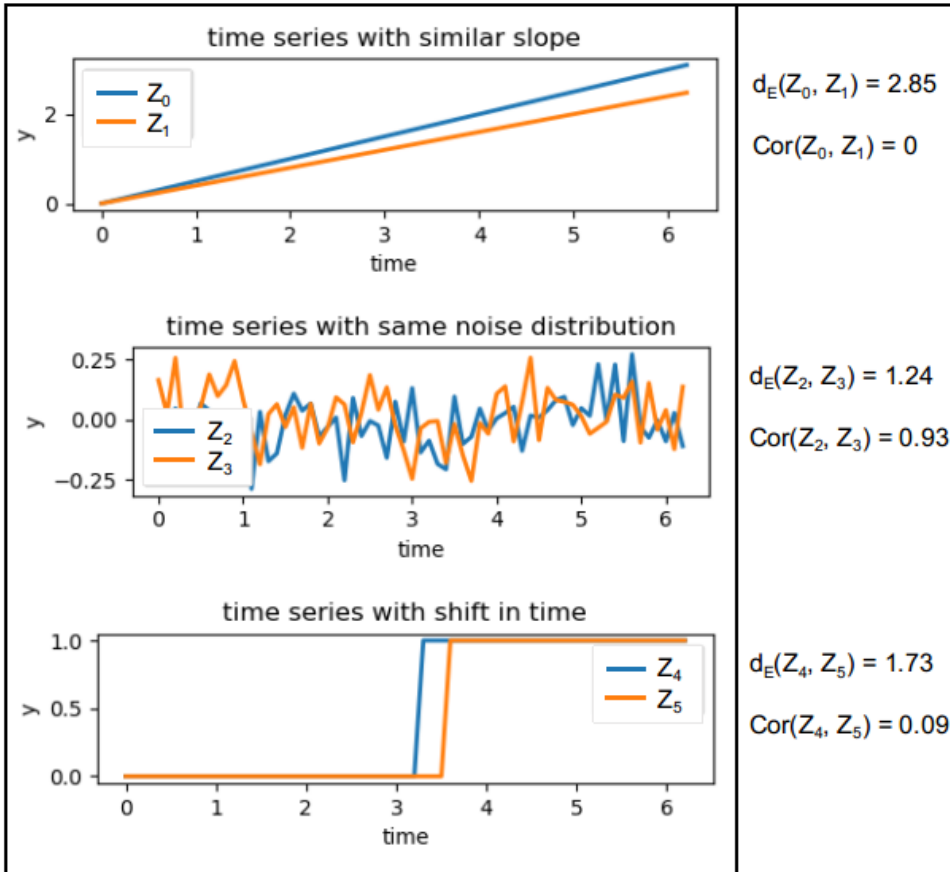 time series with similar slope
Z₀
Z₁
2
0
y
0 1 2 3 4 5 6
time
d_E(Z₀, Z₁) = 2.85
Cor(Z₀, Z₁) = 0
time series with same noise distribution
0.25
0.00
−0.25
y
Z₂
Z₃
0 1 2 3 4 5 6
time
d_E(Z₂, Z₃) = 1.24
Cor(Z₂, Z₃) = 0.93
time series with shift in time
1.0
0.5
0.0
y
Z₄
Z₅
0 1 2 3 4 5 6
time
d_E(Z₄, Z₅) = 1.73
Cor(Z₄, Z₅) = 0.09